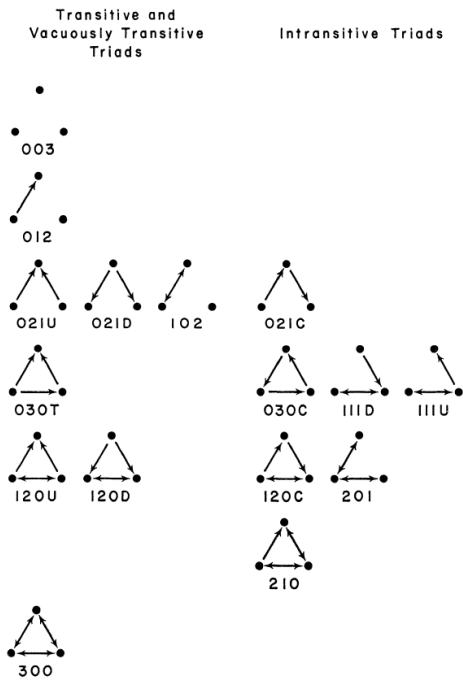 Transitive and
Vacuously Transitive
Triads
Intransitive Triads
003
012
021U 021D 102 021C
030T 030C 111D 111U
120U 120D 120C 201
210
300